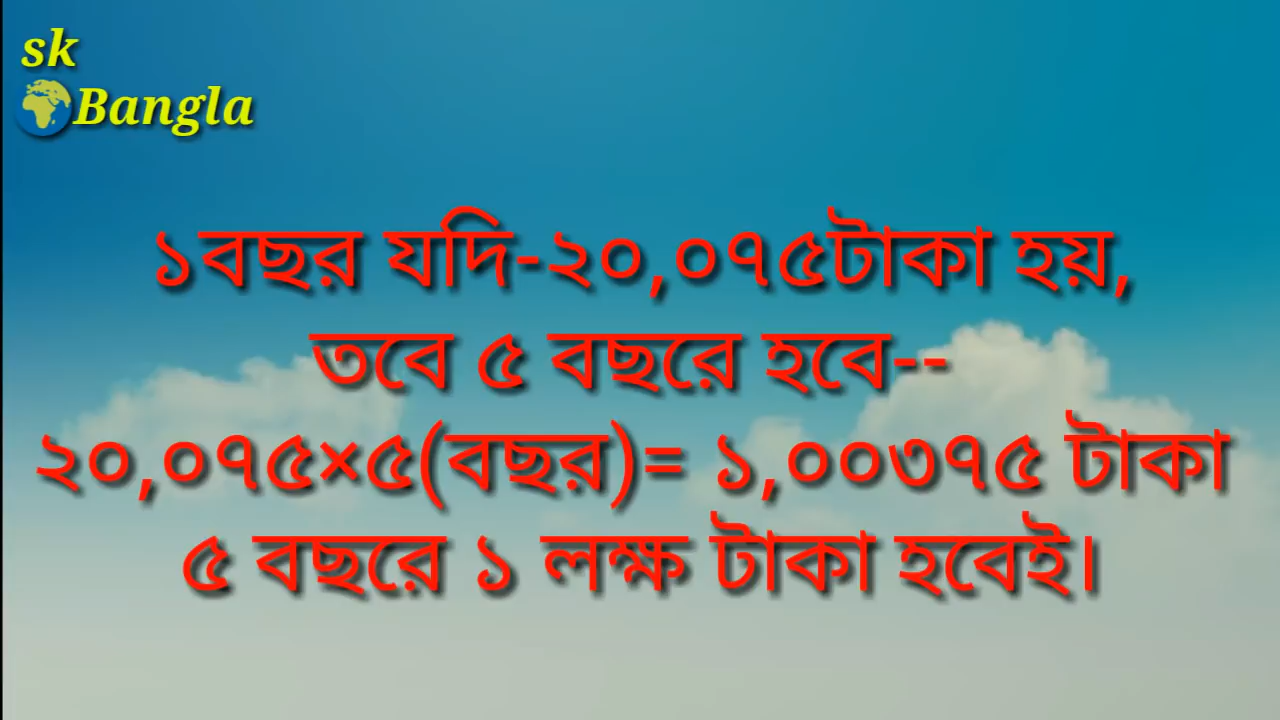 sk
Bangla
১বছর যদি-২০,০৭৫টাকা হয়,
তবে ৫ বছরে হবে--
২০,০৭৫×৫(বছর)= ১,০০৩৭৫ টাকা
৫ বছরে ১ লক্ষ টাকা হবেই।